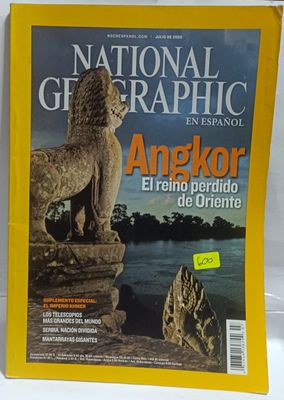 NGENESPANOL.COM | JULIO DE 2009
NATIONAL
GEOGRAPHIC
EN ESPAÑOL
Angkor
El reino perdido
de Oriente
600
SUPLEMENTO ESPECIAL:
EL IMPERIO KHMER
LOS TELESCOPIOS
MÁS GRANDES DEL MUNDO
SERBIA, NACIÓN DIVIDIDA
MANTARRAYAS GIGANTES